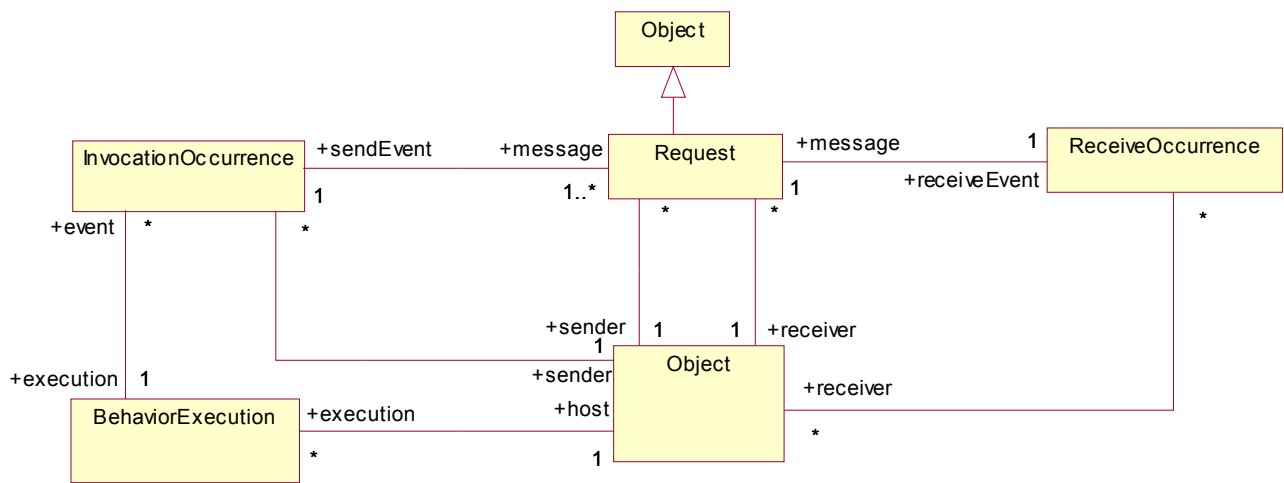 Object
InvocationOccurrence
+sendEvent
+message
Request
+message
1
ReceiveOccurrence
1
1..*
1
+receiveEvent
+event
*
*
*
*
*
+sender
1
1
+receiver
1
+execution
1
+sender
Object
+receiver
BehaviorExecution
+execution
+host
*
*
1